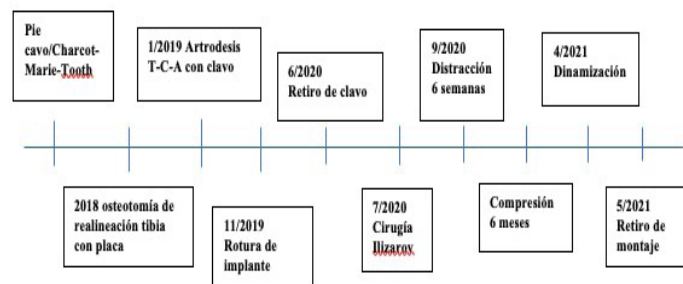 Pie
cavo/Charcot-
Marie-Tooth
2018 osteotomía de
realineación tibia
con placa
1/2019 Artrodesis
T-C-A con clavo
11/2019
Rotura de
implante
6/2020
Retiro de clavo
7/2020
Cirugía
Ilizarov
9/2020
Distracción
6 semanas
Compresión
6 meses
4/2021
Dinamización
5/2021
Retiro de
montaje